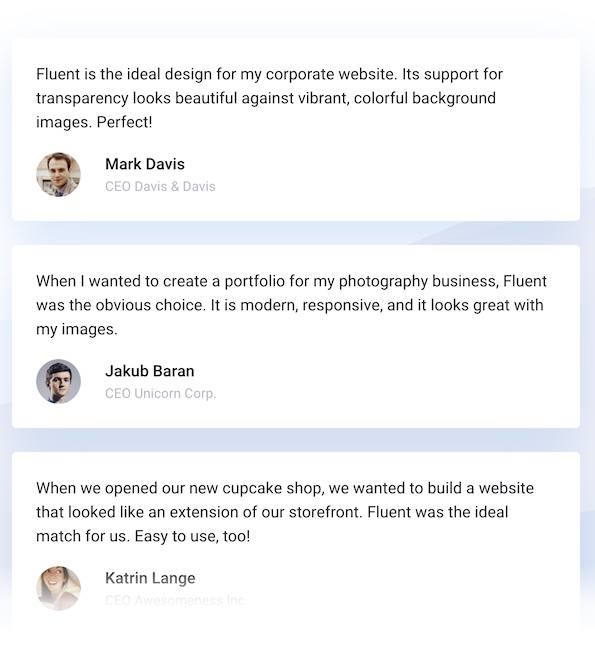 Fluent is the ideal design for my corporate website. Its support for
transparency looks beautiful against vibrant, colorful background
images. Perfect!
Mark Davis
CEO Davis & Davis
When I wanted to create a portfolio for my photography business, Fluent
was the obvious choice. It is modern, responsive, and it looks great with
my images.
Jakub Baran
CEO Unicorn Corp.
When we opened our new cupcake shop, we wanted to build a website
that looked like an extension of our storefront. Fluent was the ideal
match for us. Easy to use, too!
Katrin Lange
CEO Awesomeness Inc.